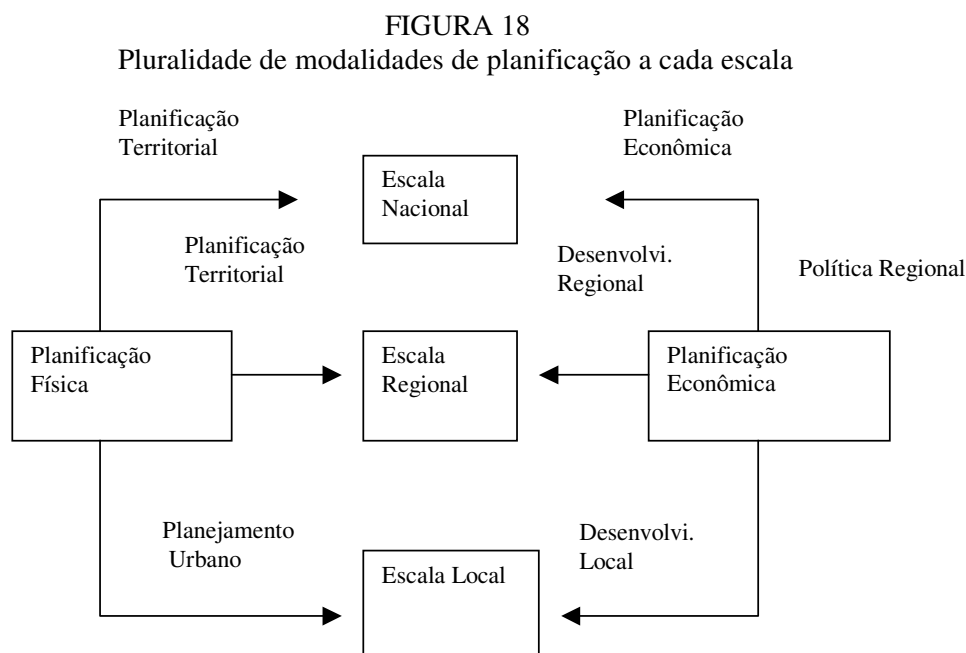 FIGURA 18
Pluralidade de modalidades de planificação a cada escala
Planificação
Territorial
Planificação
Econômica
Escala
Nacional
Planificação
Territorial
Desenvolvi.
Regional
Política Regional
Planificação
Física
Escala
Regional
Planificação
Econômica
Planejamento
Urbano
Desenvolvi.
Local
Escala Local